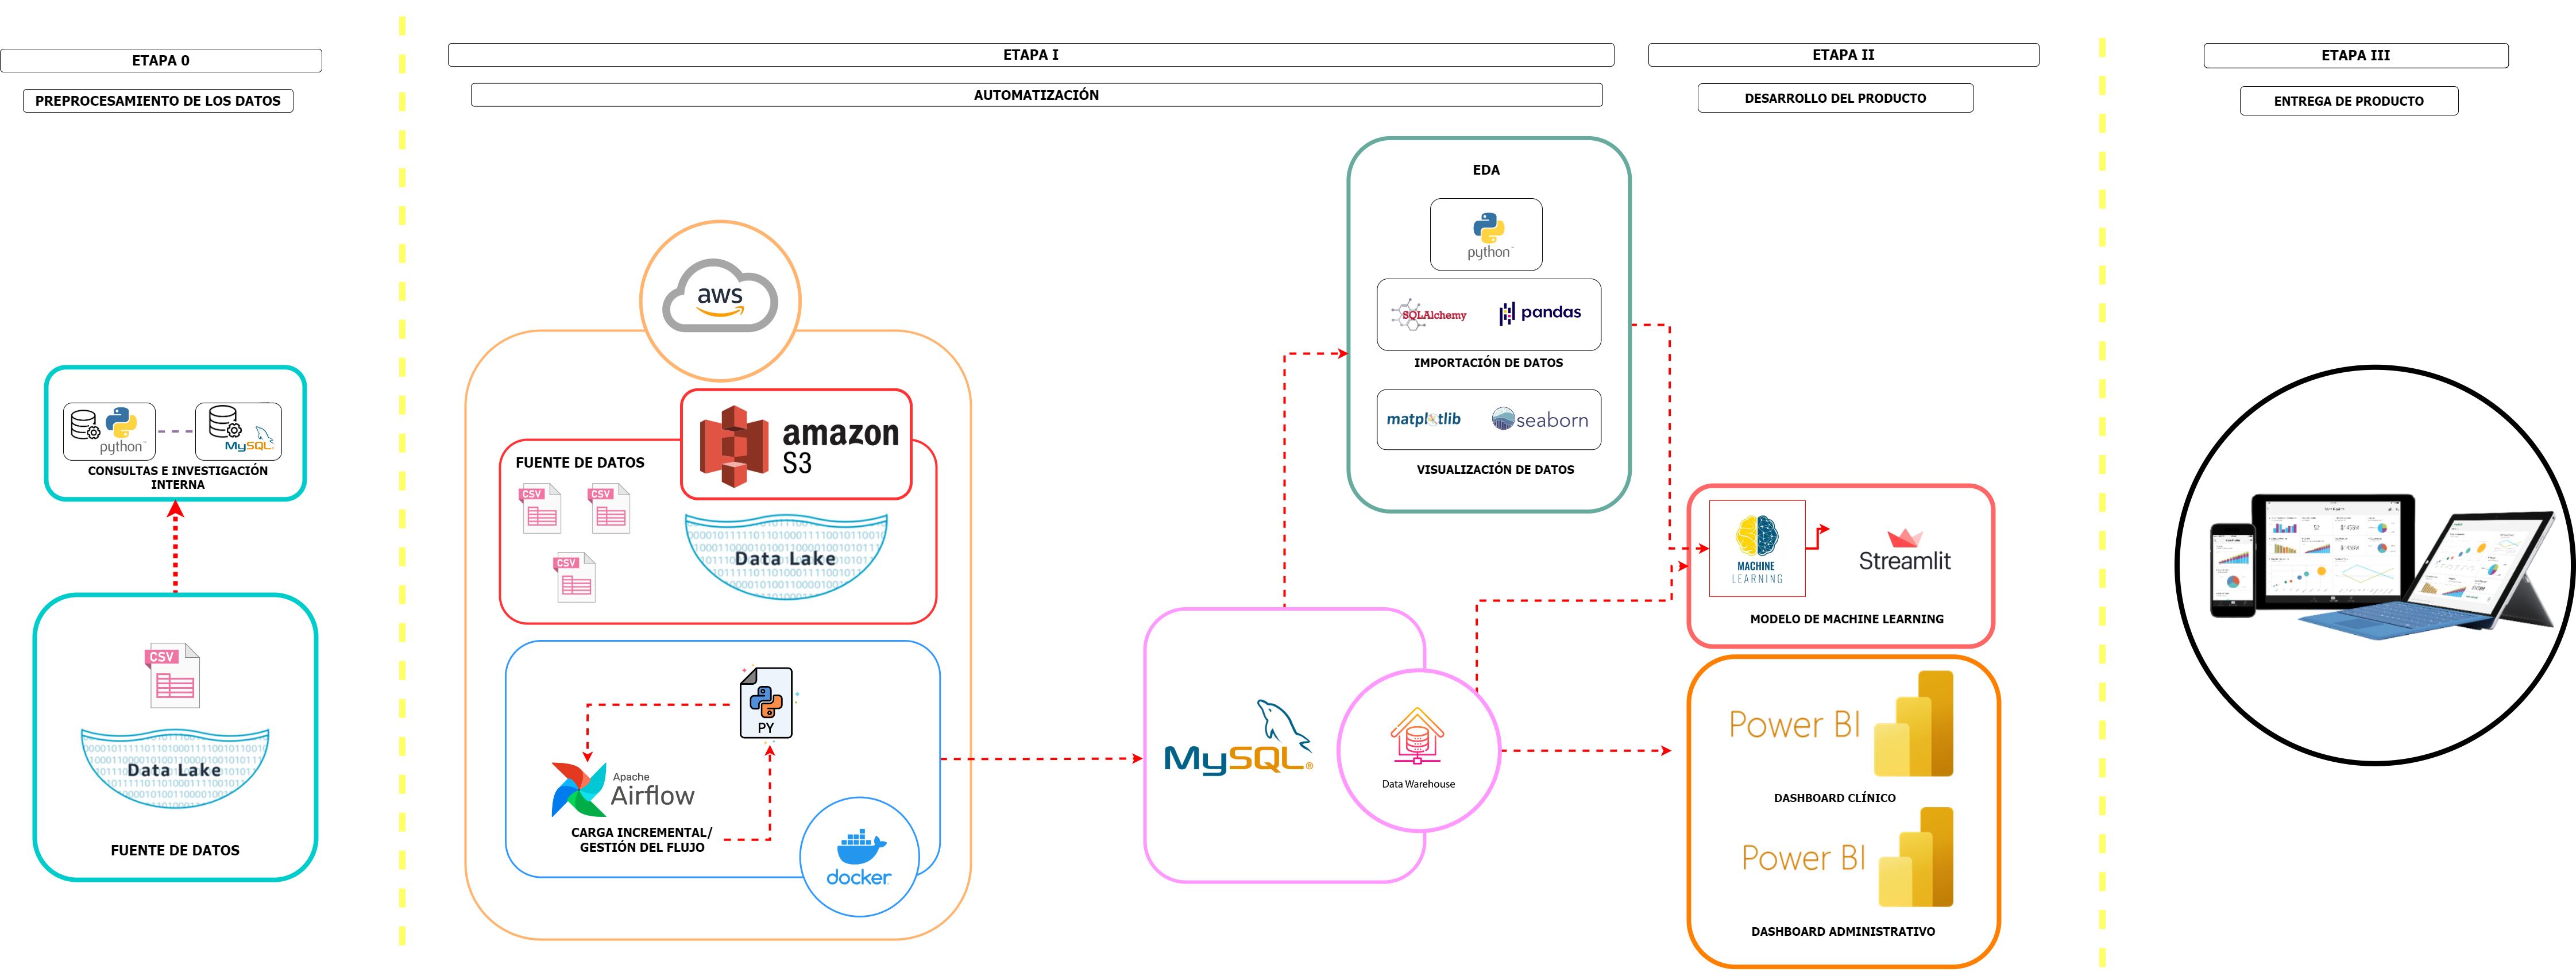 ETAPA 0
PREPROCESAMIENTO DE LOS DATOS
CSV
Data Lake
FUENTE DE DATOS
python
MySQL
CONSULTAS E INVESTIGACIÓN
INTERNA
ETAPA I
AUTOMATIZACIÓN
aws
amazon
S3
FUENTE DE DATOS
CSV
CSV
CSV
Data Lake
PY
Apache
Airflow
CARGA INCREMENTAL/
GESTIÓN DEL FLUJO
docker
MySQL
Data Warehouse
EDA
python
SQLAlchemy
pandas
IMPORTACIÓN DE DATOS
matplotlib
seaborn
VISUALIZACIÓN DE DATOS
ETAPA II
DESARROLLO DEL PRODUCTO
MACHINE
LEARNING
Streamlit
MODELO DE MACHINE LEARNING
Power BI
DASHBOARD CLÍNICO
Power BI
DASHBOARD ADMINISTRATIVO
ETAPA III
ENTREGA DE PRODUCTO